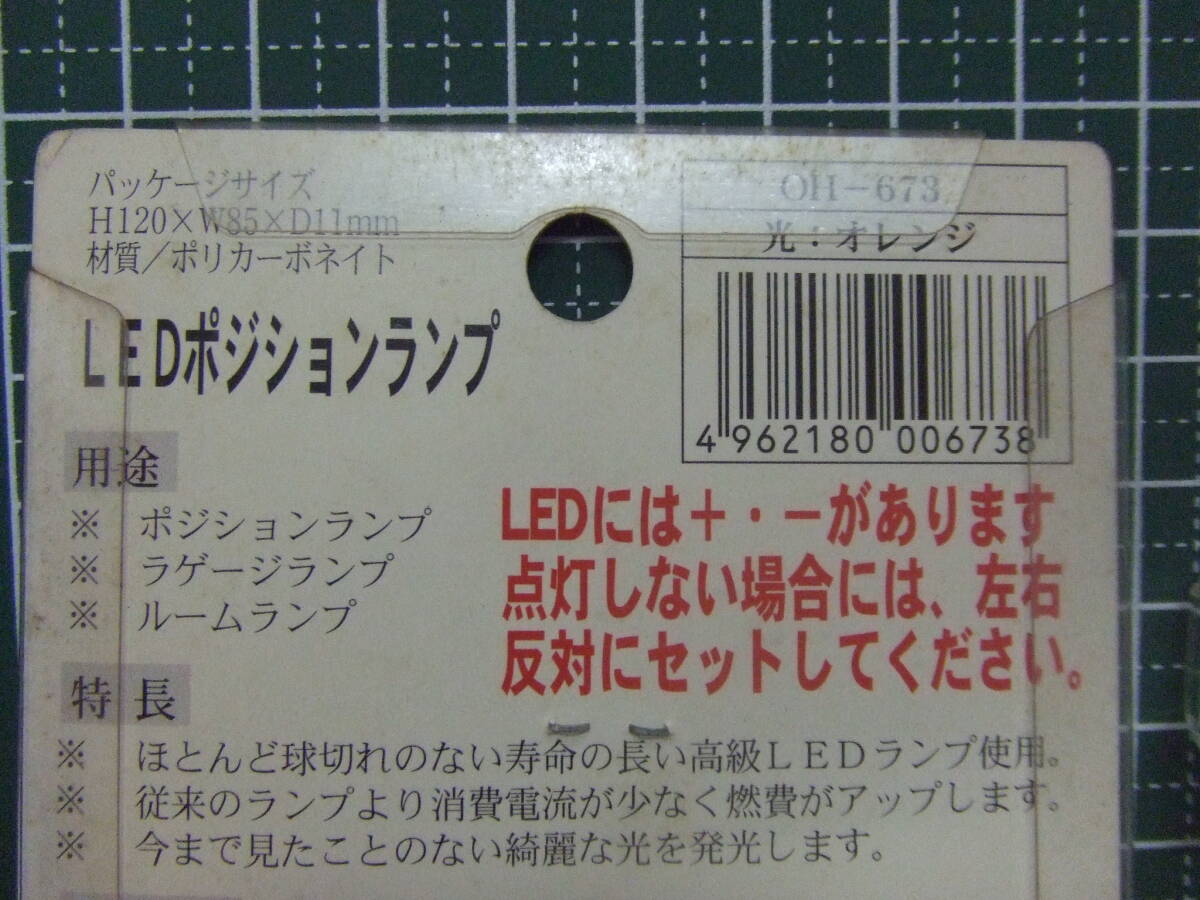 パッケージサイズ
H120×W85×D11mm
材質／ポリカーボネイト
OH－673
光：オレンジ
4 962180 006738
LEDポジションランプ
用途
※ ポジションランプ
※ ラゲージランプ
※ ルームランプ
LEDには＋・－があります
点灯しない場合には、左右
反対にセットしてください。
特長
※ ほとんど球切れのない寿命の長い高級LEDランプ使用。
※ 従来のランプより消費電流が少なく燃費がアップします。
※ 今まで見たことのない綺麗な光を発光します。